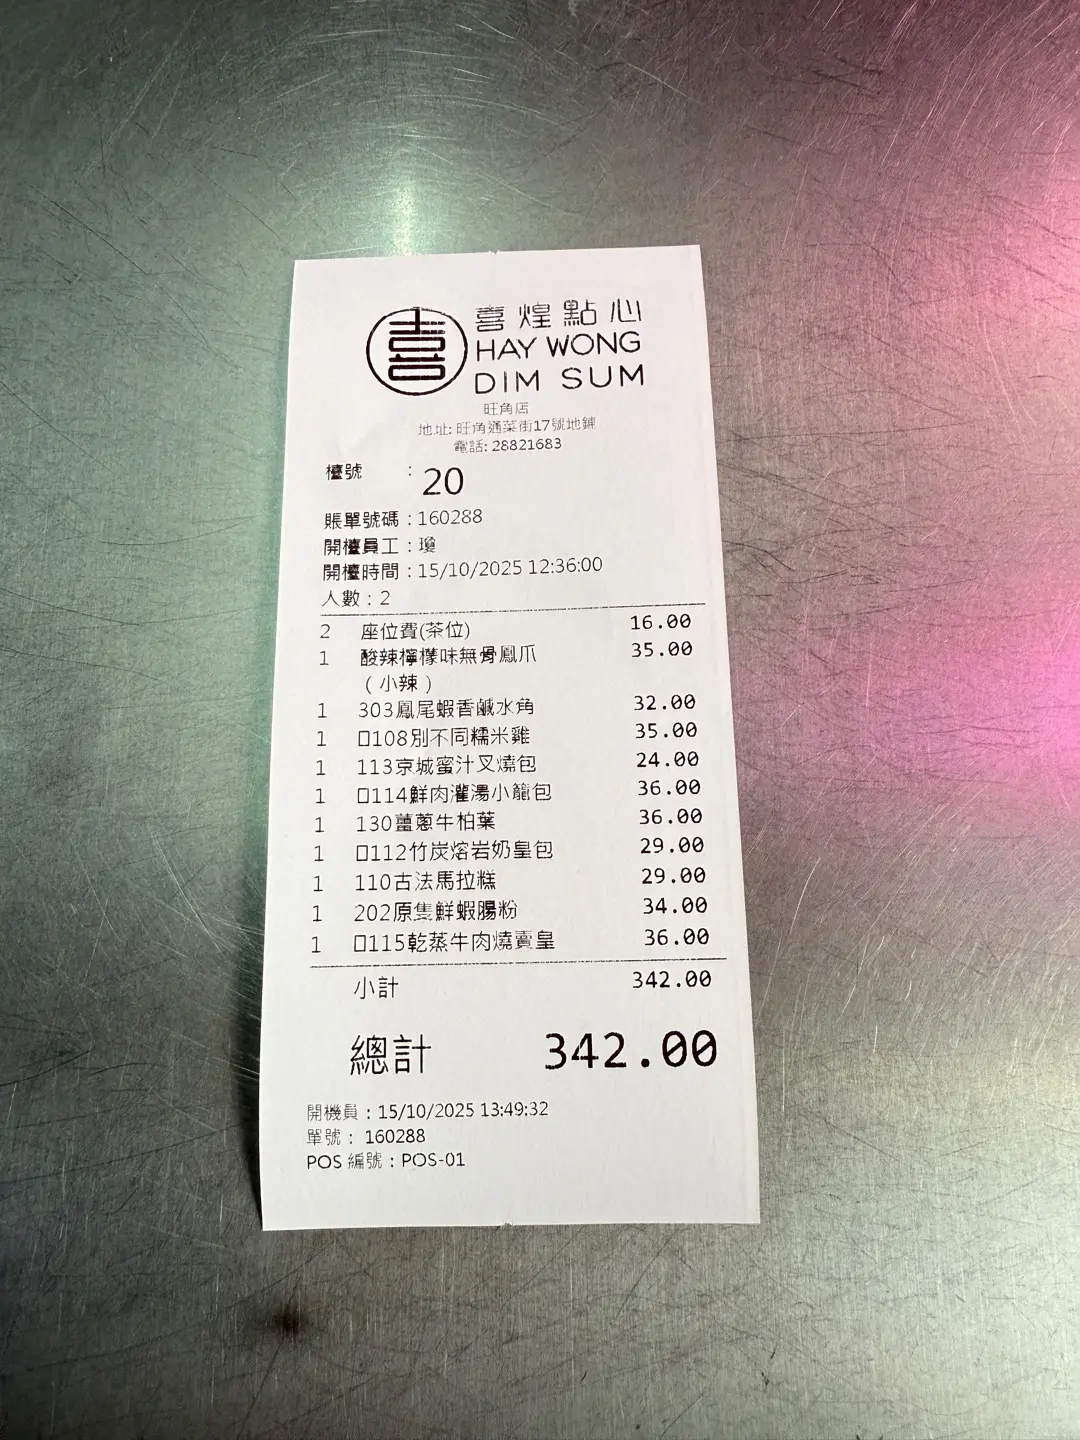 喜
喜煌點心
HAY WONG
DIM SUM
旺角店
地址: 旺角通菜街17號地鋪
電話: 28821683
檯號 : 20
賬單號碼 : 160288
開檯員工 : 瓊
開檯時間 : 15/10/2025 12:36:00
人數 : 2
2 座位費(茶位) 16.00
1 酸辣檸檬味無骨鳳爪 35.00
（小辣）
1 303鳳尾蝦香鹹水角 32.00
1 口108別不同糯米雞 35.00
1 113京城蜜汁叉燒包 24.00
1 口114鮮肉灌湯小籠包 36.00
1 130薑蔥牛柏葉 36.00
1 口112竹炭熔岩奶皇包 29.00
1 110古法馬拉糕 29.00
1 202原隻鮮蝦腸粉 34.00
1 口115乾蒸牛肉燒賣皇 36.00
小計 342.00
總計 342.00
開機員 : 15/10/2025 13:49:32
單號 : 160288
POS 編號 : POS-01